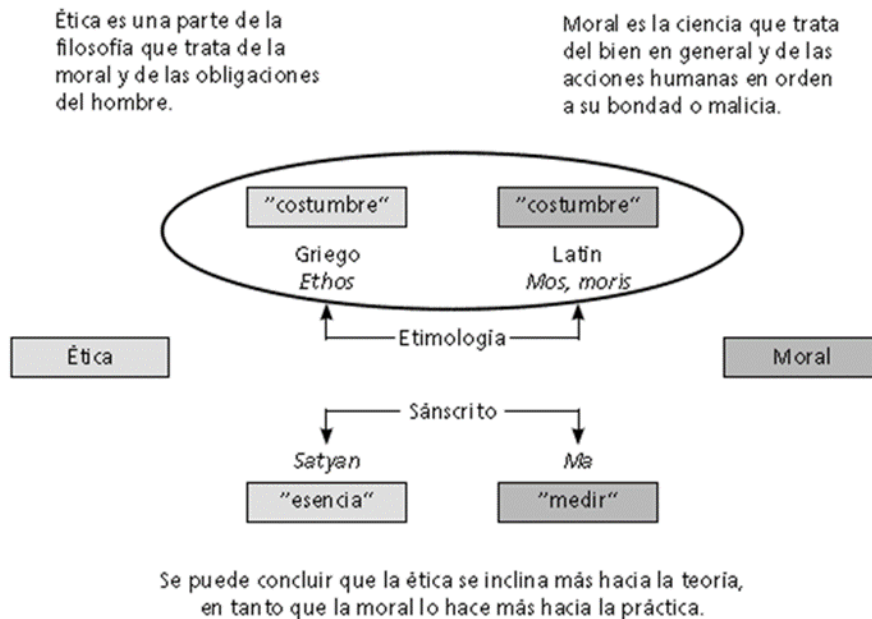 Ética es una parte de la
filosofía que trata de la
moral y de las obligaciones
del hombre.
Moral es la ciencia que trata
del bien en general y de las
acciones humanas en orden
a su bondad o malicia.
"costumbre"
"costumbre"
Griego
Latín
Ethos
Mos, moris
Etimología
Ética
Moral
Sánscrito
Satyan
Ma
"esencia"
"medir"
Se puede concluir que la ética se inclina más hacia la teoría,
en tanto que la moral lo hace más hacia la práctica.